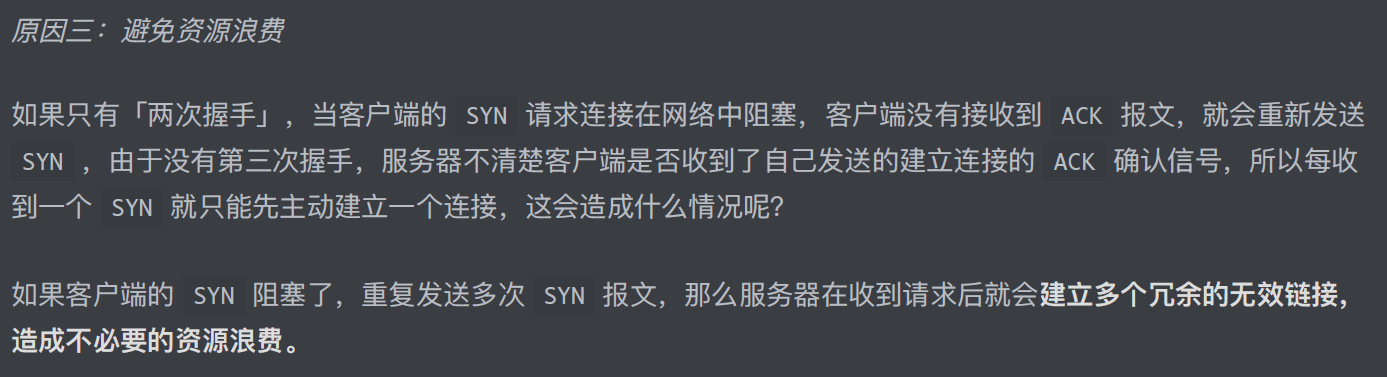 原因三：避免资源浪费
如果只有「两次握手」，当客户端的 SYN 请求连接在网络中阻塞，客户端没有接收到 ACK 报文，就会重新发送
SYN ，由于没有第三次握手，服务器不清楚客户端是否收到了自己发送的建立连接的 ACK 确认信号，所以每收
到一个 SYN 就只能先主动建立一个连接，这会造成什么情况呢？
如果客户端的 SYN 阻塞了，重复发送多次 SYN 报文，那么服务器在收到请求后就会建立多个冗余的无效链接，
造成不必要的资源浪费。